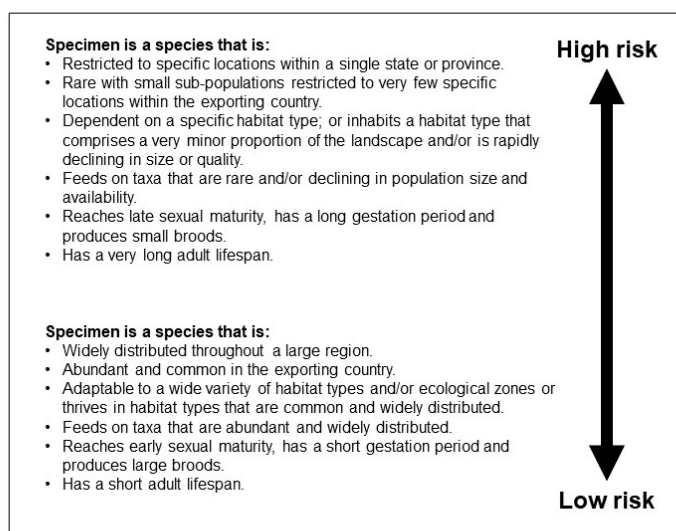 Specimen is a species that is:
• Restricted to specific locations within a single state or province.
• Rare with small sub-populations restricted to very few specific
locations within the exporting country.
• Dependent on a specific habitat type; or inhabits a habitat type that
comprises a very minor proportion of the landscape and/or is rapidly
declining in size or quality.
• Feeds on taxa that are rare and/or declining in population size and
availability.
• Reaches late sexual maturity, has a long gestation period and
produces small broods.
• Has a very long adult lifespan.
High risk
Specimen is a species that is:
• Widely distributed throughout a large region.
• Abundant and common in the exporting country.
• Adaptable to a wide variety of habitat types and/or ecological zones or
thrives in habitat types that are common and widely distributed.
• Feeds on taxa that are abundant and widely distributed.
• Reaches early sexual maturity, has a short gestation period and
produces large broods.
• Has a short adult lifespan.
Low risk